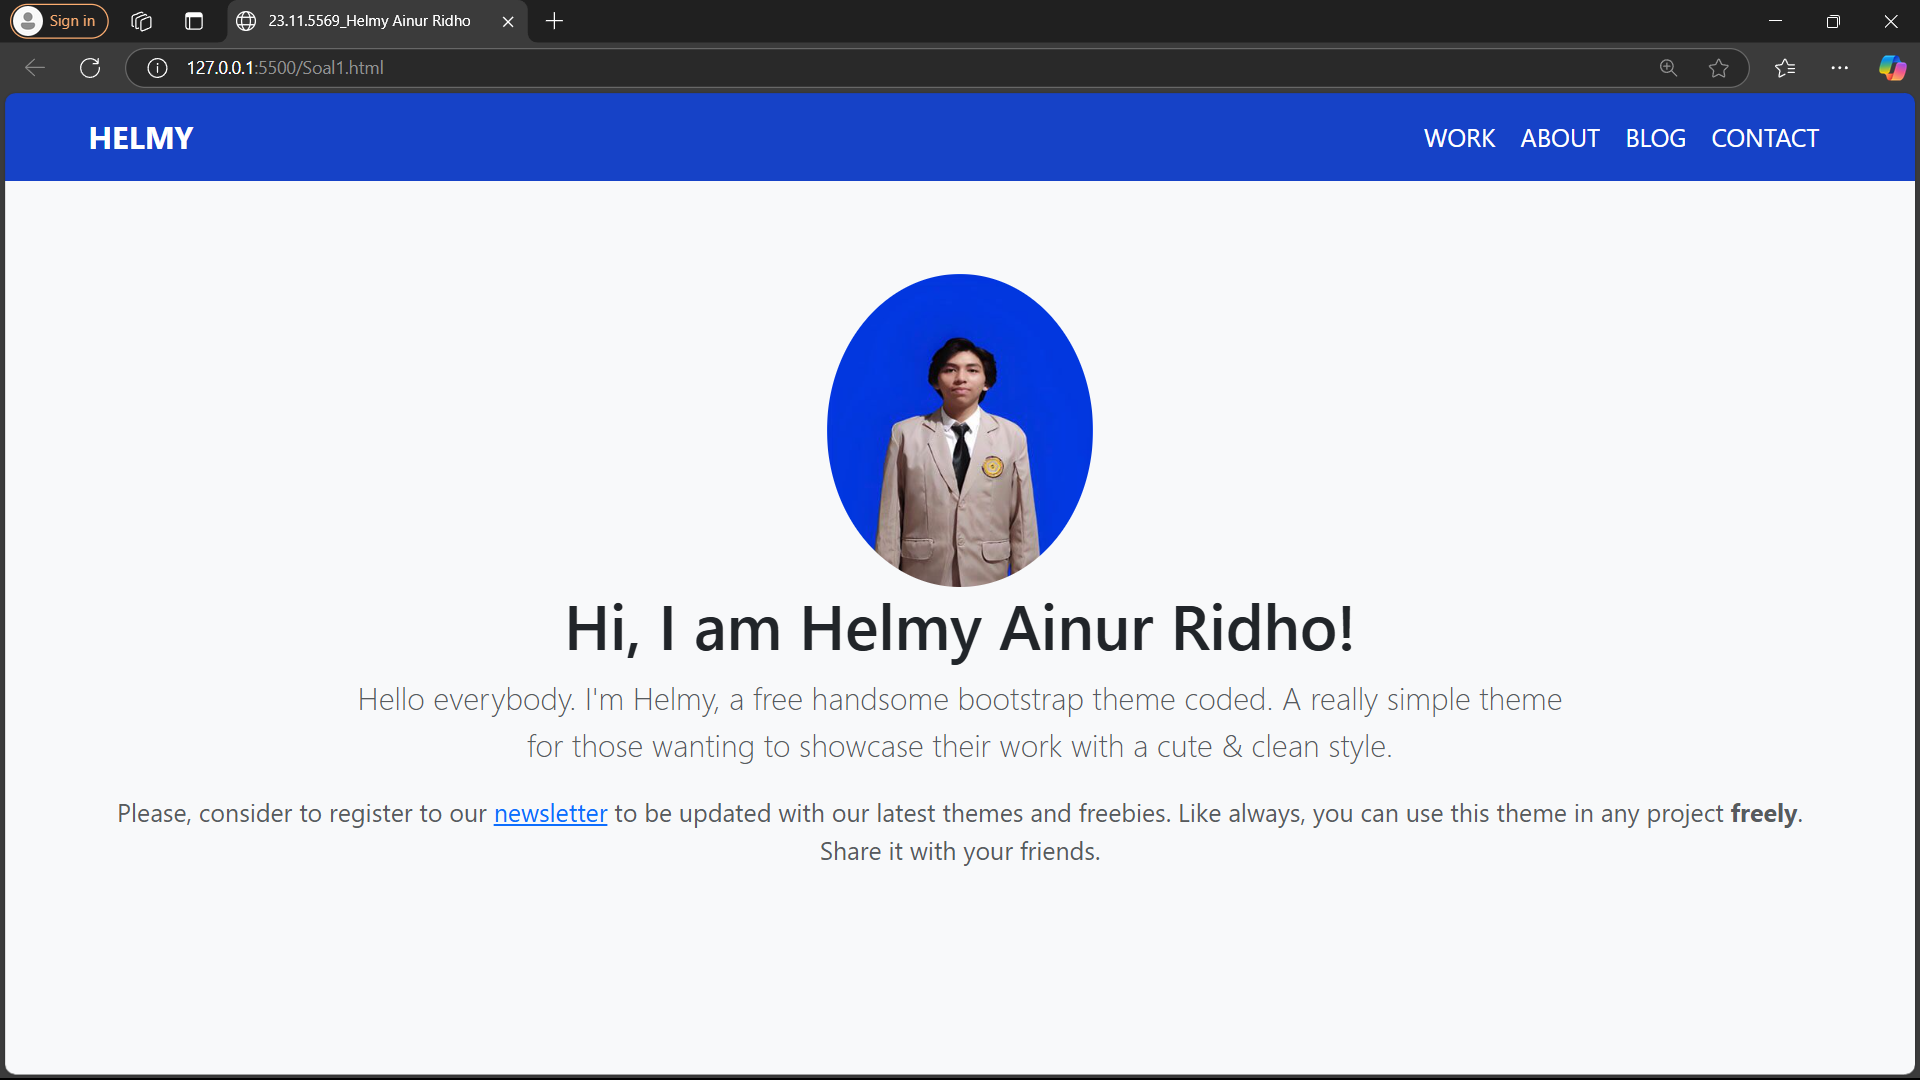 Sign in
23.11.5569_Helmy Ainur Ridho
127.0.0.1:5500/Soal1.html
HELMY
WORK ABOUT BLOG CONTACT
Hi, I am Helmy Ainur Ridho!
Hello everybody. I'm Helmy, a free handsome bootstrap theme coded. A really simple theme
for those wanting to showcase their work with a cute & clean style.
Please, consider to register to our newsletter to be updated with our latest themes and freebies. Like always, you can use this theme in any project freely.
Share it with your friends.